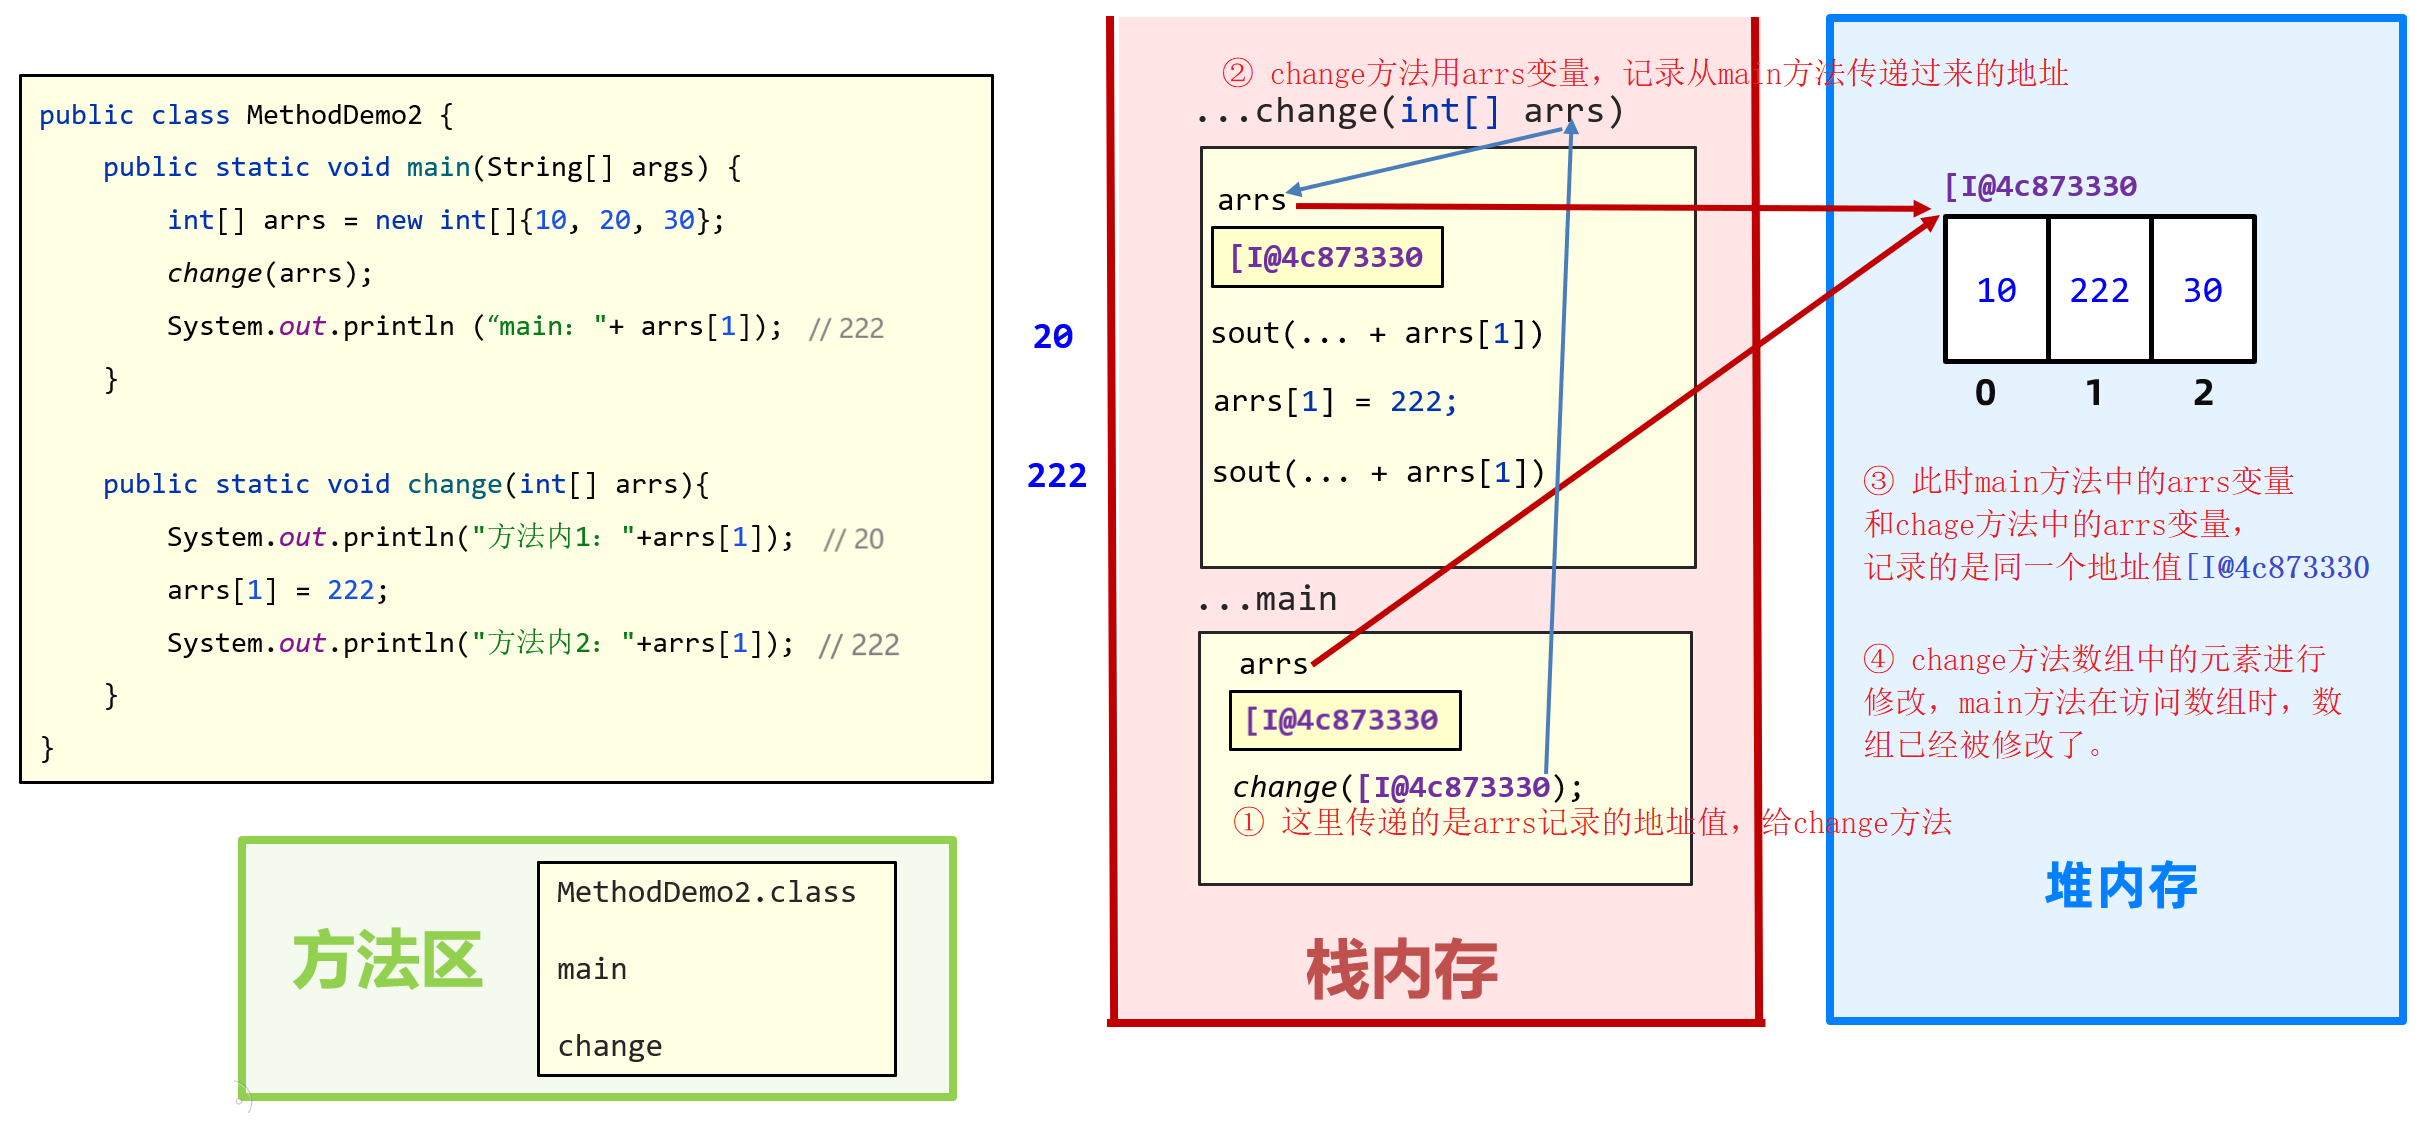 public class MethodDemo2 {
public static void main(String[] args) {
int[] arrs = new int[]{10, 20, 30};
change(arrs);
System.out.println (“main："+ arrs[1]); // 222
}
public static void change(int[] arrs){
System.out.println("方法内1："+arrs[1]); // 20
arrs[1] = 222;
System.out.println("方法内2："+arrs[1]); // 222
}
}
方法区
MethodDemo2.class
main
change
20
222
② change方法用arrs变量，记录从main方法传递过来的地址
...change(int[] arrs)
arrs
[I@4c873330
sout(... + arrs[1])
arrs[1] = 222;
sout(... + arrs[1])
...main
arrs
[I@4c873330
change([I@4c873330);
① 这里传递的是arrs记录的地址值，给change方法
栈内存
[I@4c873330
10 222 30
0 1 2
③ 此时main方法中的arrs变量
和chage方法中的arrs变量，
记录的是同一个地址值[I@4c873330
④ change方法数组中的元素进行
修改，main方法在访问数组时，数
组已经被修改了。
堆内存